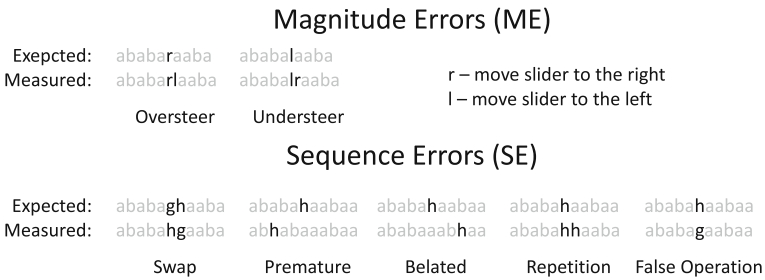 Magnitude Errors (ME)
Exepcted: ababaraaba ababalaaba
Measured: ababarlaaba ababalraaba
r – move slider to the right
l – move slider to the left
Oversteer Understeer
Sequence Errors (SE)
Expected: ababaghaaba ababahaabaa ababahaabaa ababahaabaa ababahaabaa
Measured: ababahgaaba abhabaaabaa ababaaabhaa ababahhaaba ababagaabaa
Swap Premature Belated Repetition False Operation